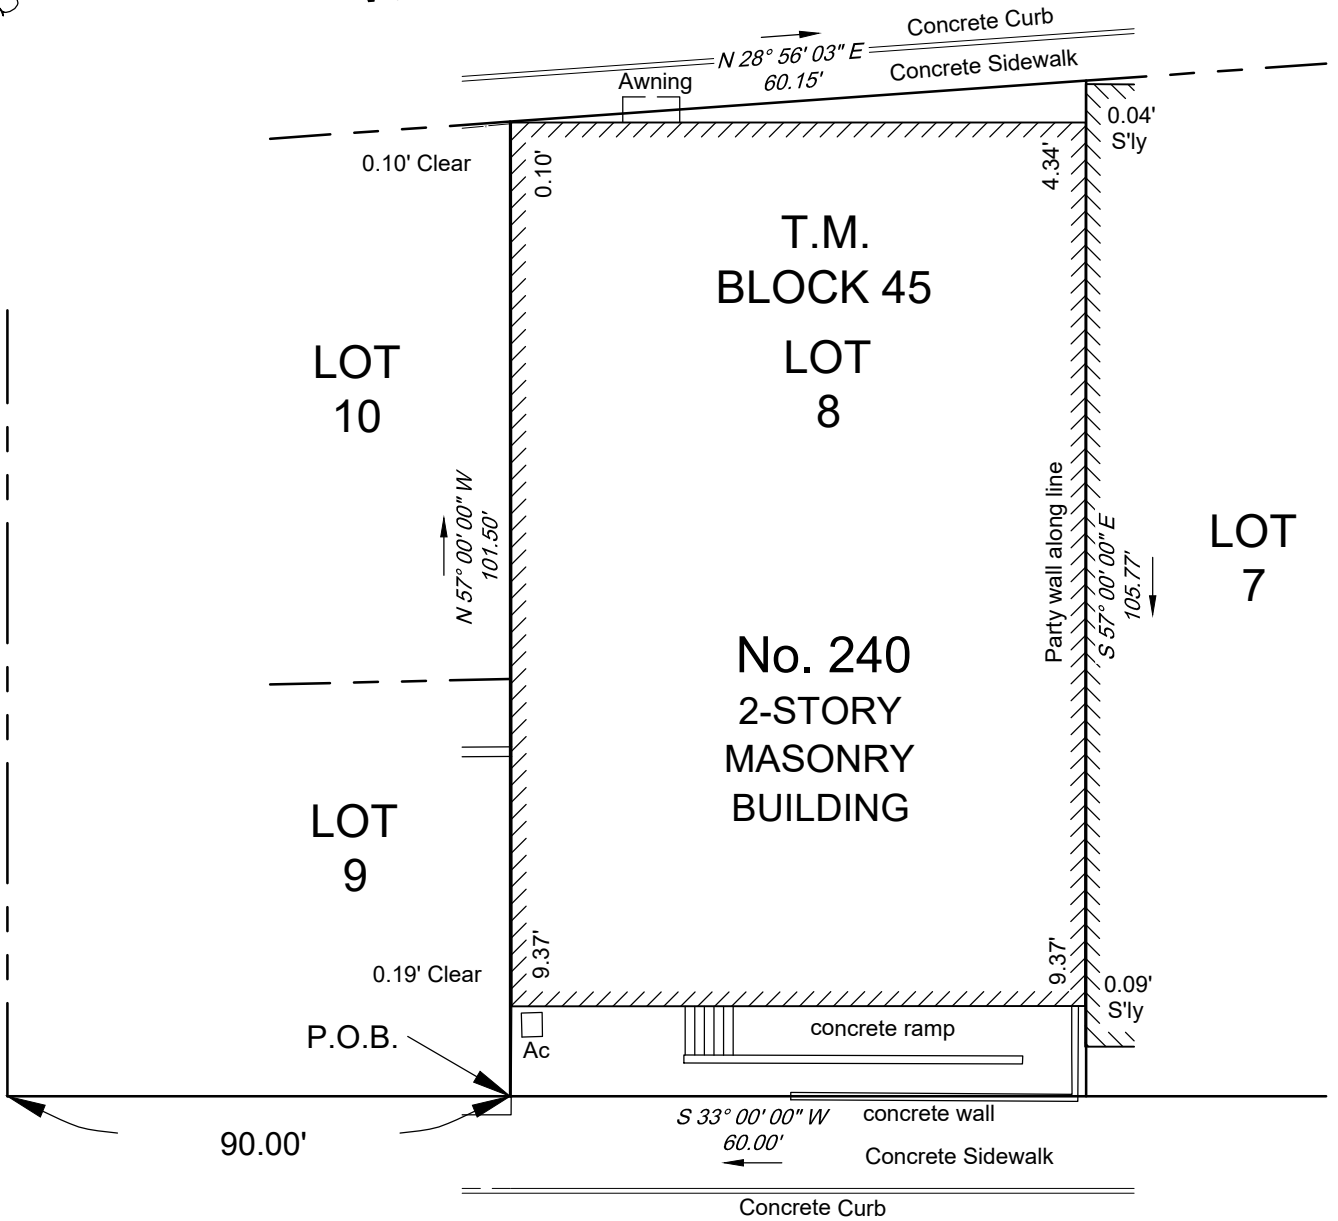 Concrete Curb
N 28° 56' 03" E
60.15'
Concrete Sidewalk
Awning
0.04'
S'ly
0.10' Clear
0.10'
4.34'
T.M.
BLOCK 45
LOT
8
LOT
10
N 57° 00' 00" W
101.50'
Party wall along line
S 57° 00' 00" E
105.77'
LOT
7
No. 240
2-STORY
MASONRY
BUILDING
LOT
9
9.37'
9.37'
0.19' Clear
0.09'
S'ly
P.O.B.
Ac
concrete ramp
S 33° 00' 00" W
60.00'
concrete wall
90.00'
Concrete Sidewalk
Concrete Curb